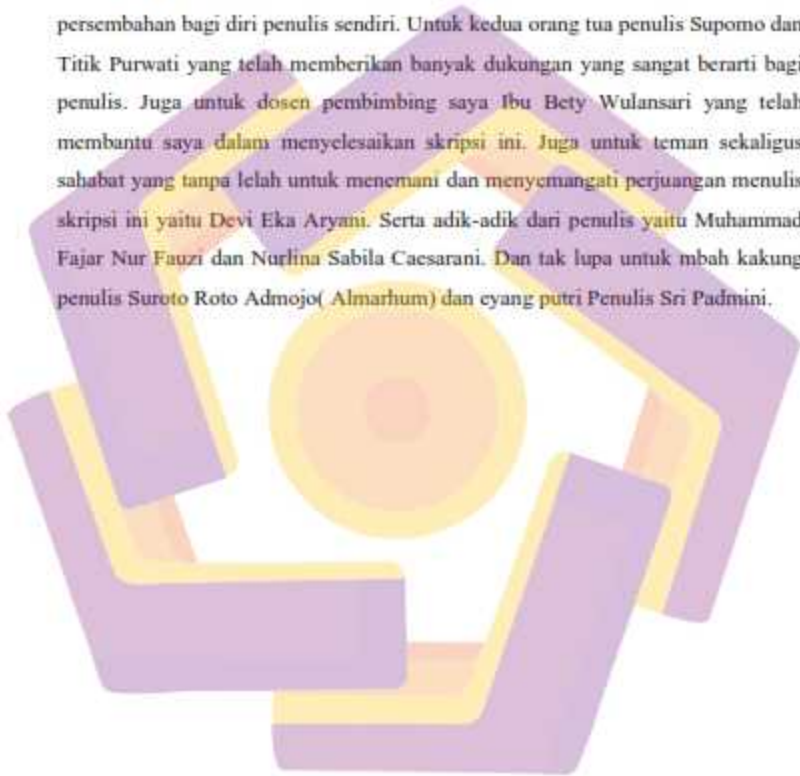 persembahan bagi diri penulis sendiri. Untuk kedua orang tua penulis Supomo dan
Titik Purwati yang telah memberikan banyak dukungan yang sangat berarti bagi
penulis. Juga untuk dosen pembimbing saya Ibu Bety Wulansari yang telah
membantu saya dalam menyelesaikan skripsi ini. Juga untuk teman sekaligus
sahabat yang tanpa lelah untuk menemani dan menyemangati perjuangan menulis
skripsi ini yaitu Devi Eka Aryani. Serta adik-adik dari penulis yaitu Muhammad
Fajar Nur Fauzi dan Nurlina Sabila Caesarani. Dan tak lupa untuk mbah kakung
penulis Suroto Roto Admojo( Almarhum) dan eyang putri Penulis Sri Padmini.